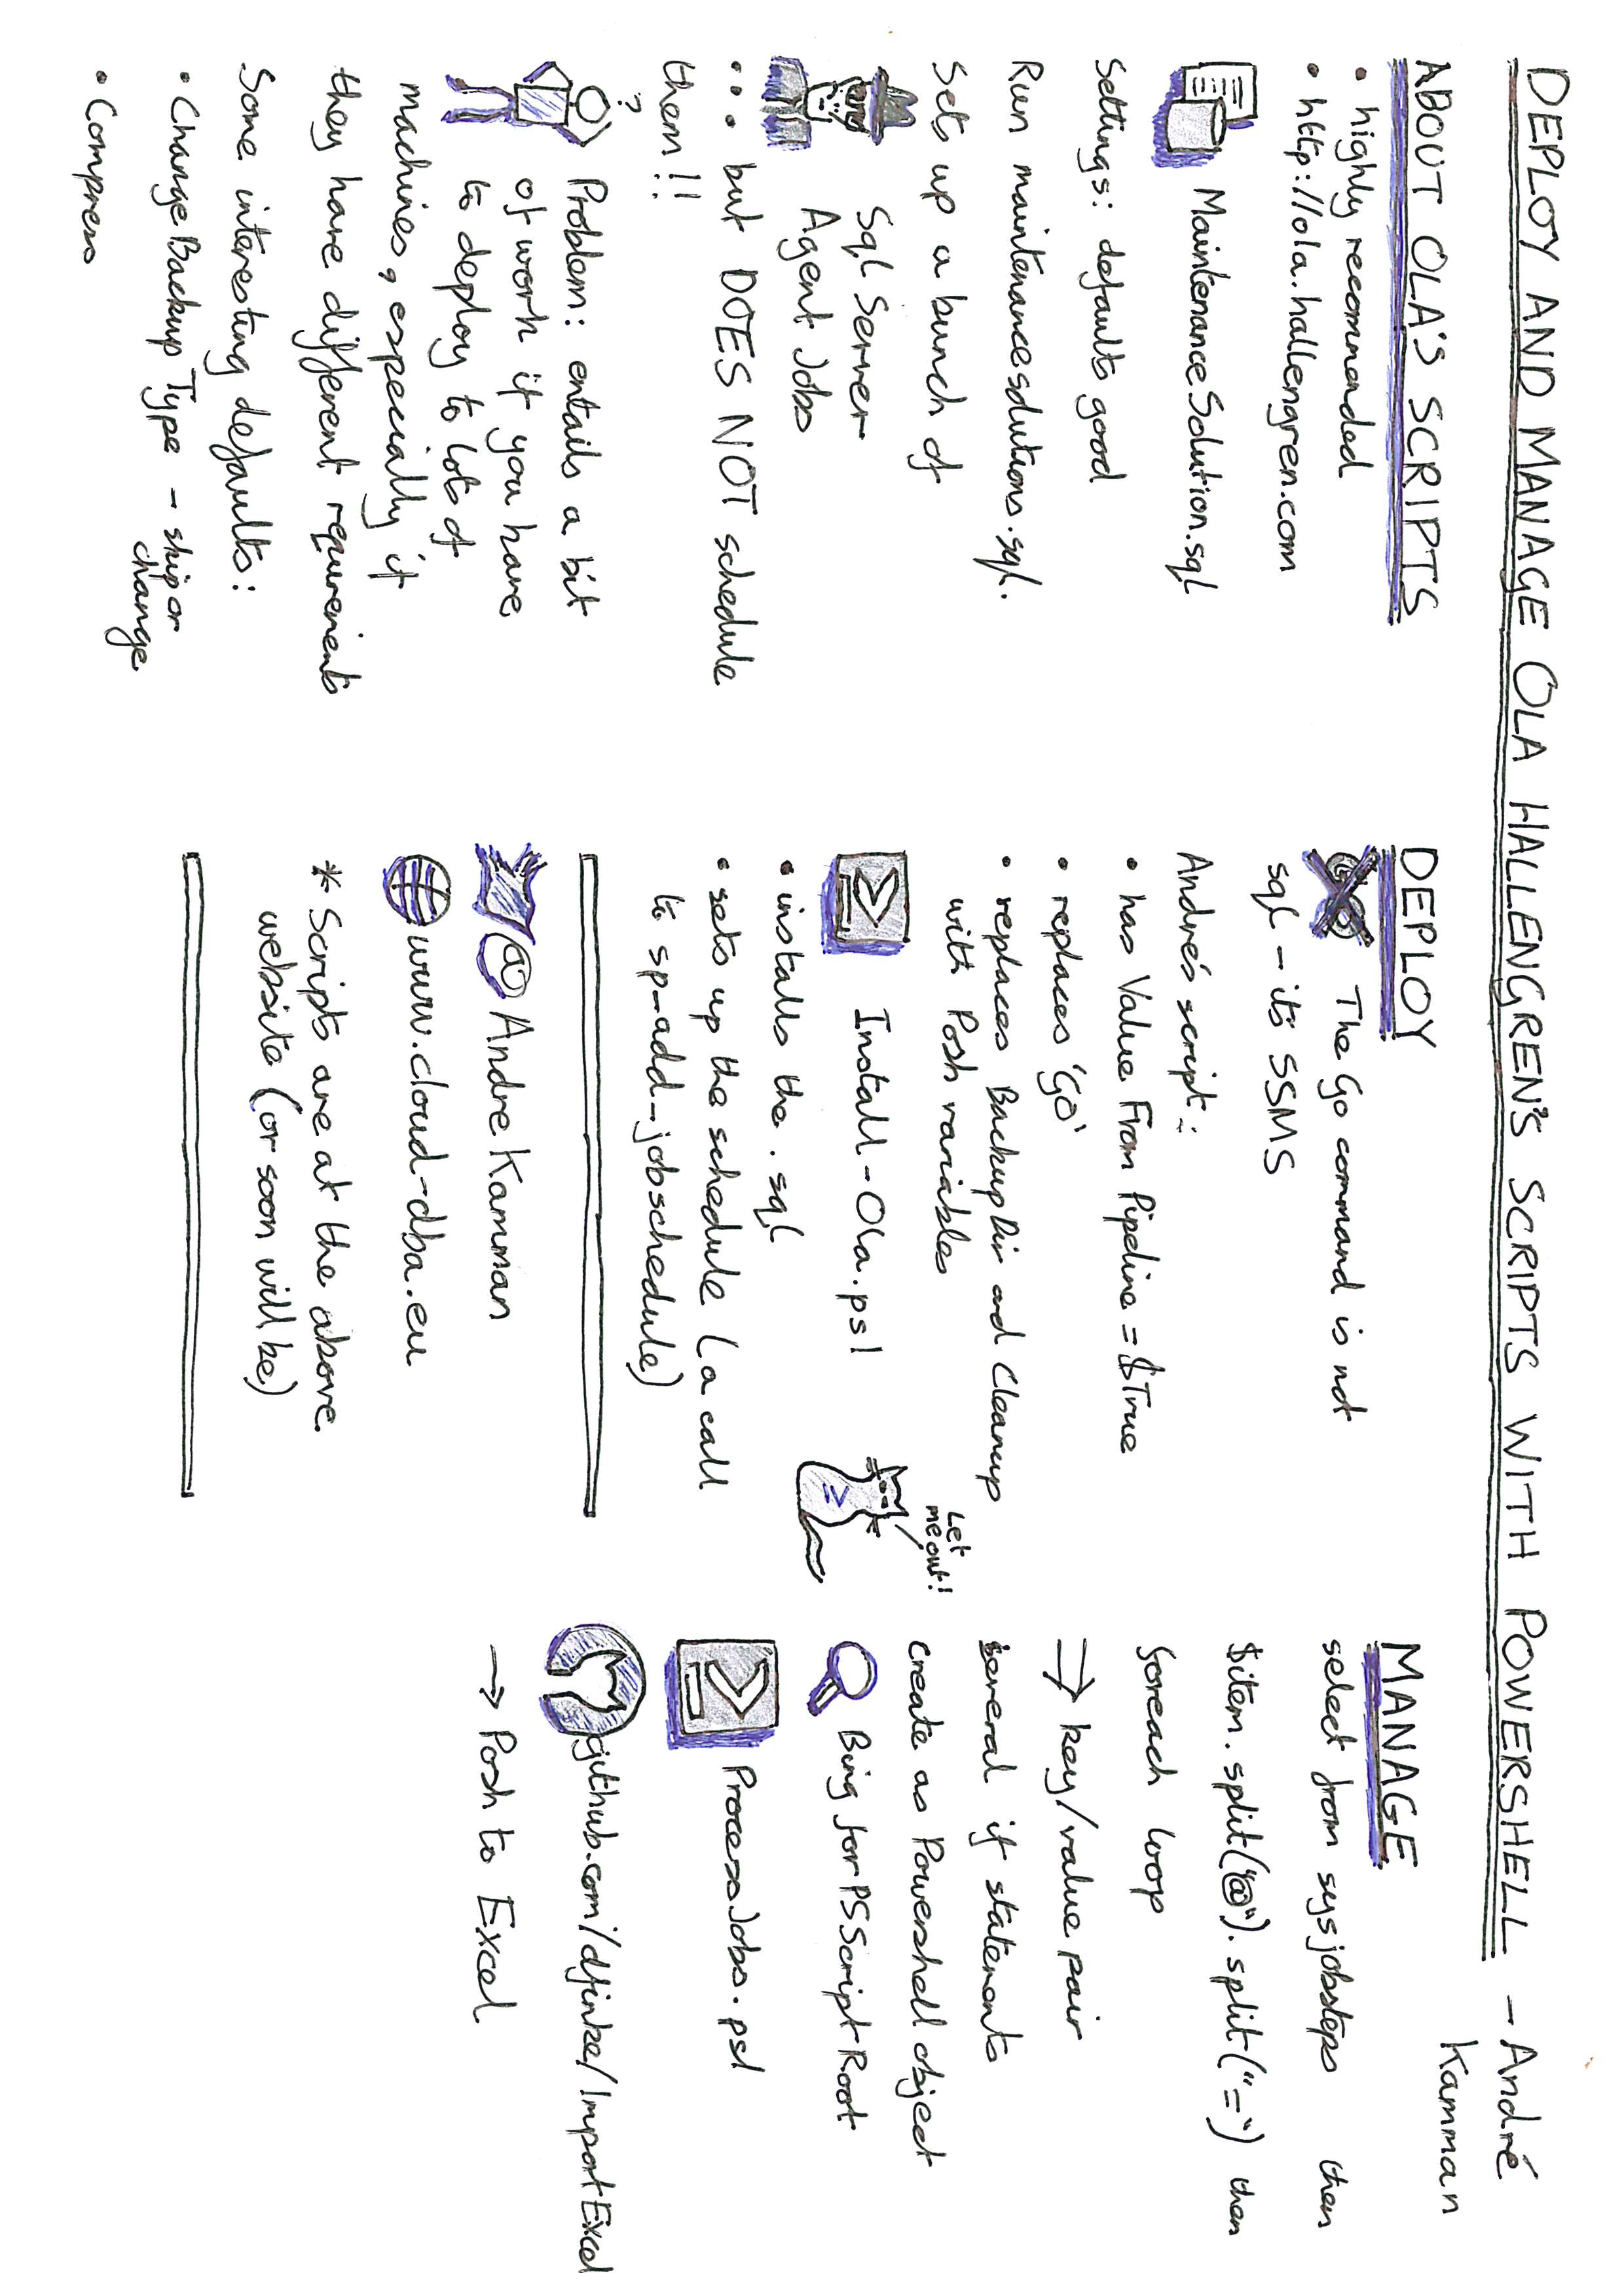 DEPLOY AND MANAGE OLA HALLENGREN'S SCRIPTS WITH POWERSHELL – André
Kamman
ABOUT OLA'S SCRIPTS
• highly recommended
• http://ola.hallengren.com
MaintenanceSolution.sql
Settings: defaults good
Run maintenancesolutions.sql.
Sets up a bunch of
Sql Server
Agent Jobs
... but DOES NOT schedule
them!!
?
Problem: entails a bit
of work if you have
to deploy to lots of
machines, especially if
they have different requirements
Some interesting defaults:
• Change Backup Type – skip or
change
• Compress
DEPLOY
GO The Go command is not
sql – it's SSMS
Andre's script:
• has Value From Pipeline = $True
• replaces 'GO'
• replaces BackupDir and Cleanup
with Posh variables
Let
me out!
Install-Ola.ps1
• installs the .sql
• sets up the schedule (a call
to sp_add_jobschedule)
@AndreKamman
www.cloud-dba.eu
* Scripts are at the above
website (or soon will be)
MANAGE
select from sysjobsteps then
$item.split("@").split("=") then
foreach loop
⇒ key/value pair
several if statements
create as Powershell object
Bing for PSScriptRoot
ProcessJobs.ps1
github.com/dfinke/ImportExcel
→ Posh to Excel